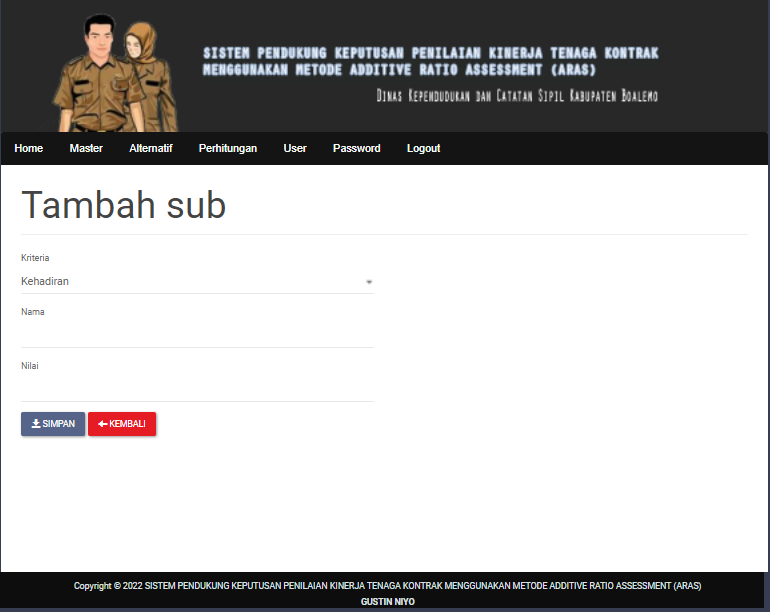 SISTEM PENDUKUNG KEPUTUSAN PENILAIAN KINERJA TENAGA KONTRAK
MENGGUNAKAN METODE ADDITIVE RATIO ASSESSMENT (ARAS)
Dinas Kependudukan dan Catatan Sipil Kabupaten Boalemo
Home Master Alternatif Perhitungan User Password Logout
Tambah sub
Kriteria
Kehadiran
Nama
Nilai
SIMPAN KEMBALI
Copyright © 2022 SISTEM PENDUKUNG KEPUTUSAN PENILAIAN KINERJA TENAGA KONTRAK MENGGUNAKAN METODE ADDITIVE RATIO ASSESSMENT (ARAS)
GUSTIN NIYO